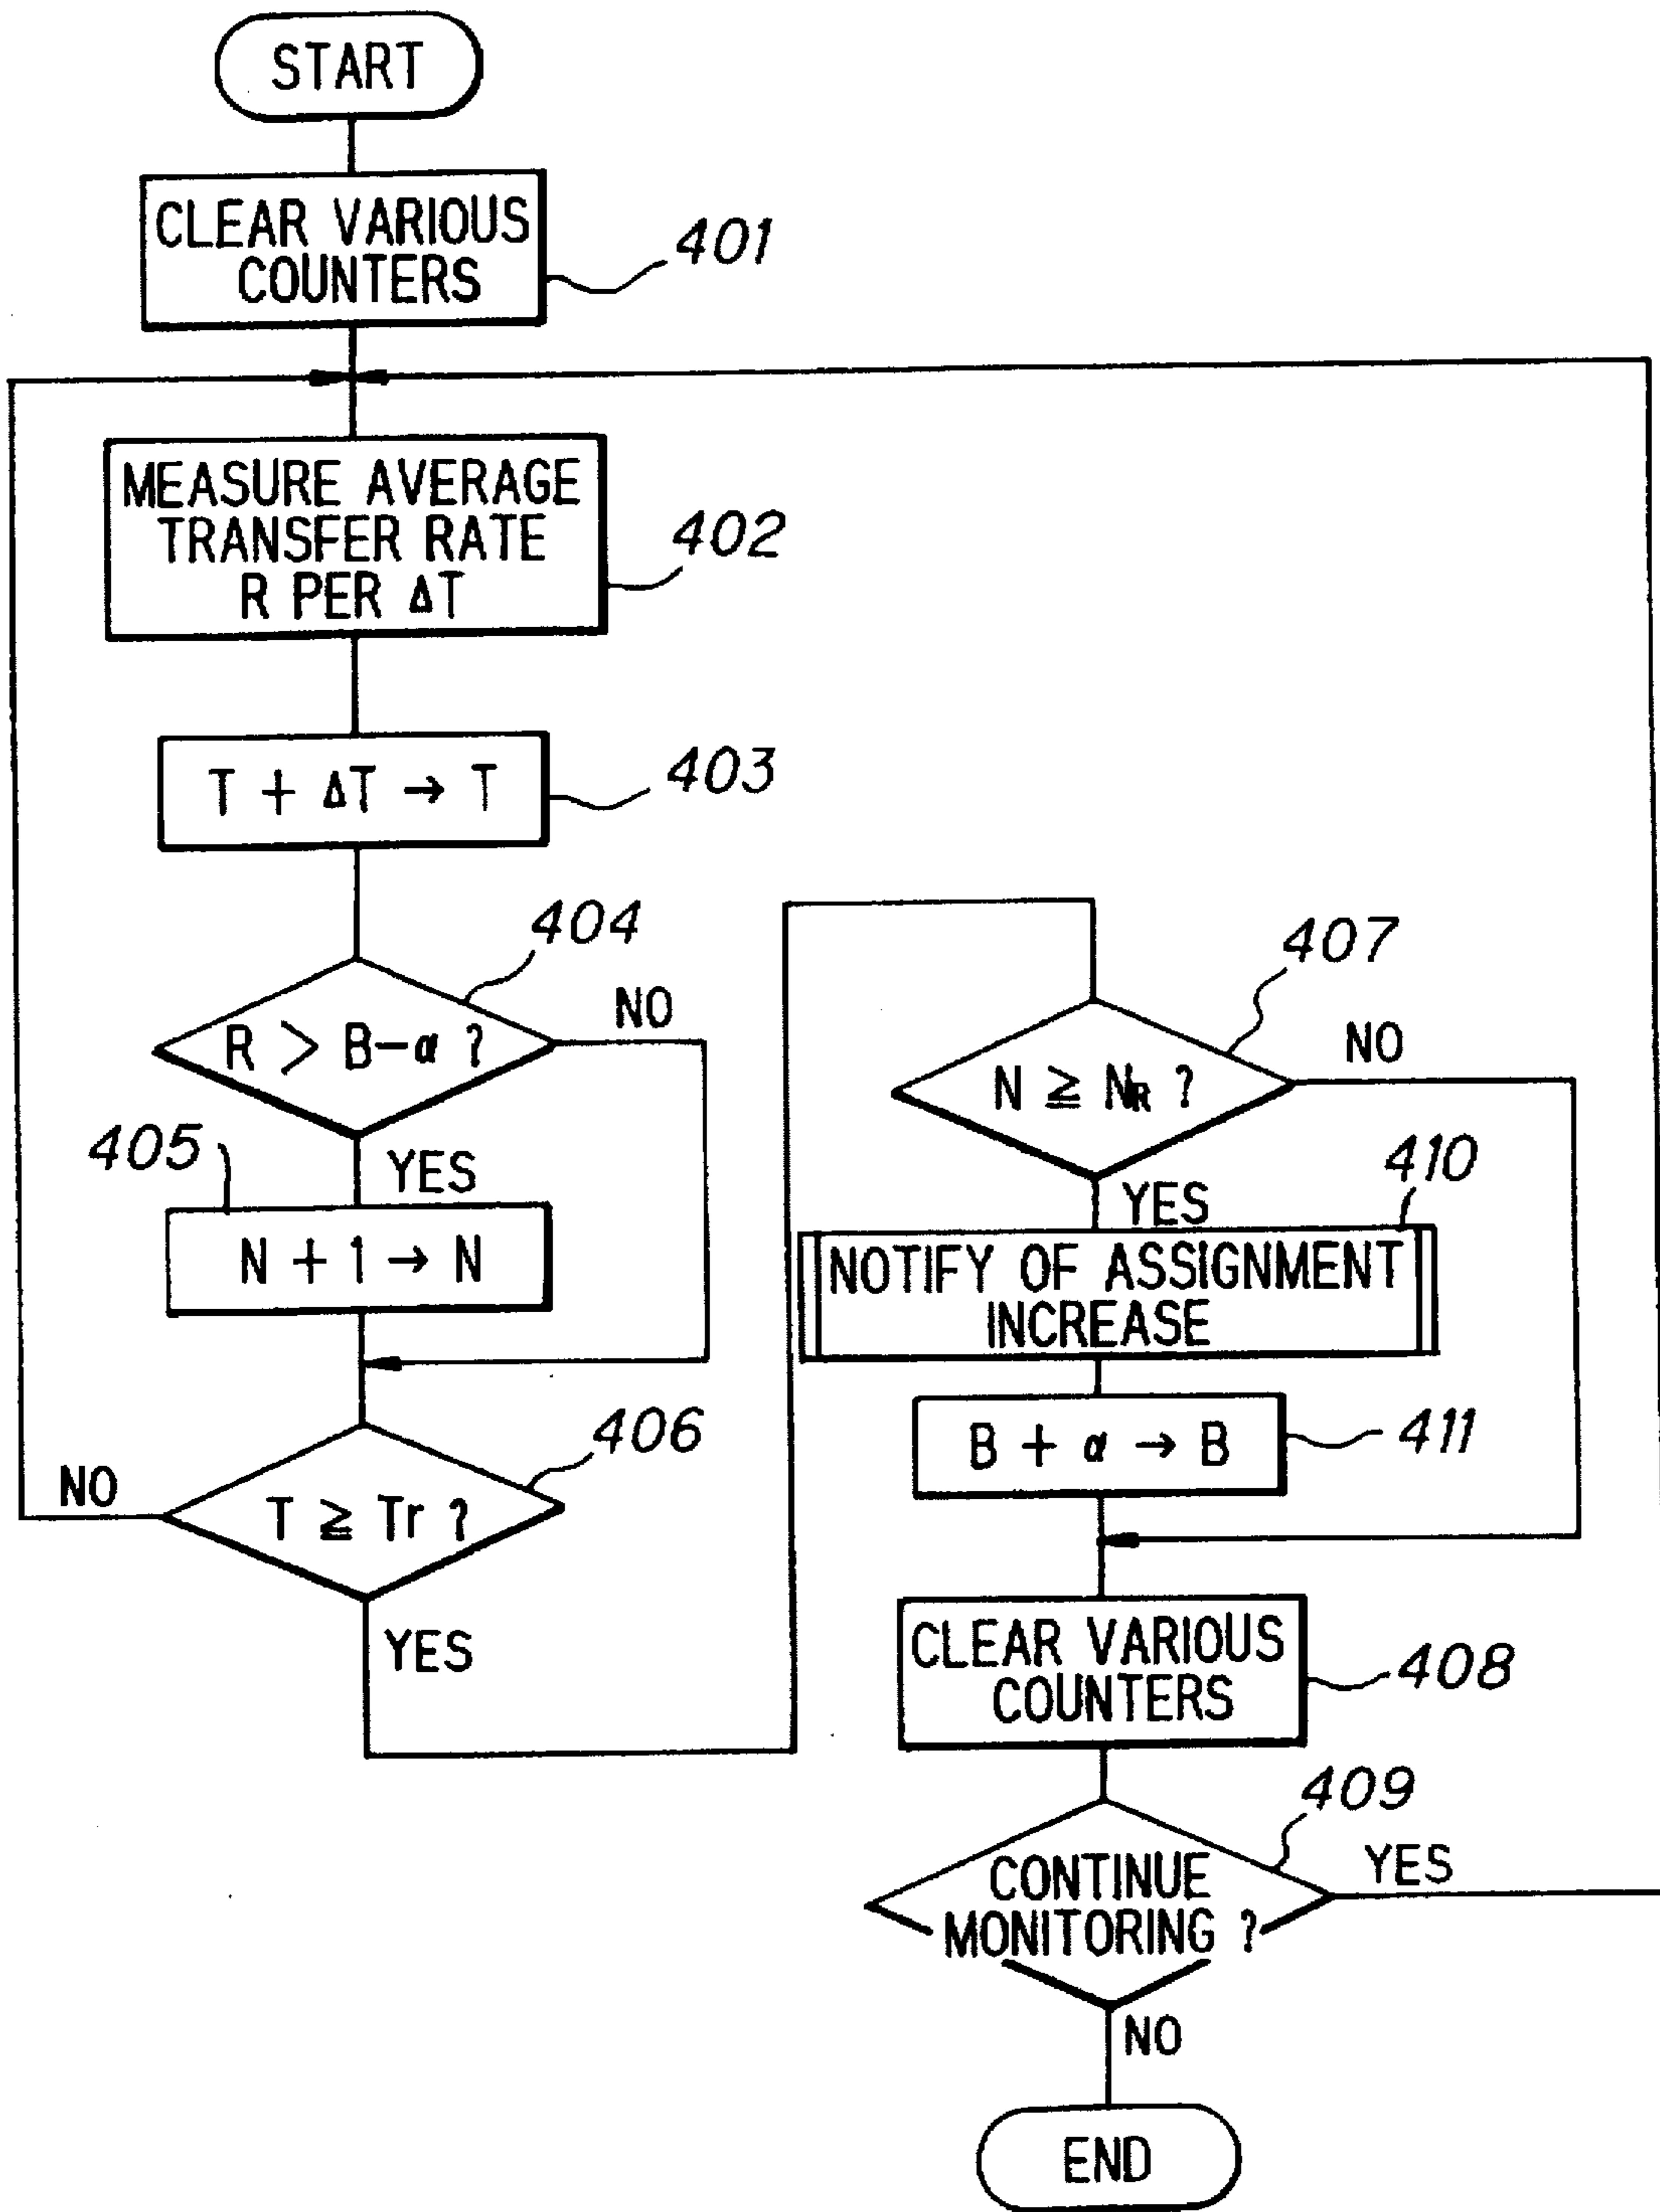 START
CLEAR VARIOUS
COUNTERS
401
MEASURE AVERAGE
TRANSFER RATE
R PER ΔT
402
T + ΔT → T
403
404
R > B-α ?
NO
YES
405
N + 1 → N
406
T ≧ Tr ?
NO
YES
407
N ≧ NR ?
NO
YES
410
NOTIFY OF ASSIGNMENT
INCREASE
B + α → B
411
CLEAR VARIOUS
COUNTERS
408
409
CONTINUE
MONITORING ?
YES
NO
END